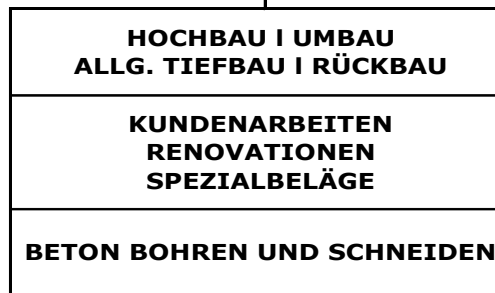 HOCHBAU l UMBAU
ALLG. TIEFBAU l RÜCKBAU
KUNDENARBEITEN
RENOVATIONEN
SPEZIALBELÄGE
BETON BOHREN UND SCHNEIDEN